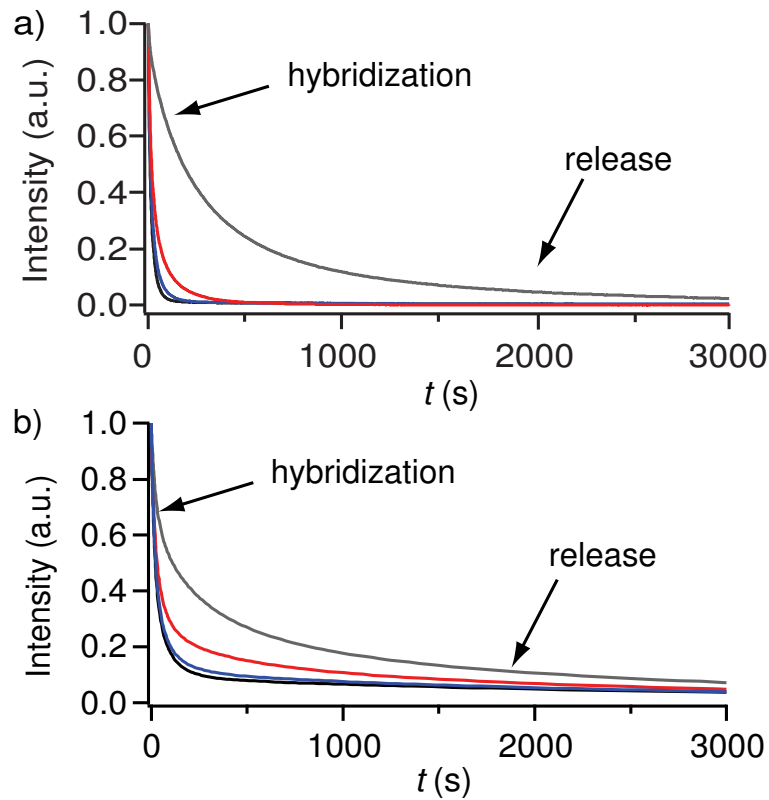 a)
Intensity (a.u.)
1.0
0.8
0.6
0.4
0.2
0.0
hybridization
release
0 1000 2000 3000
t (s)
b)
Intensity (a.u.)
1.0
0.8
0.6
0.4
0.2
0.0
hybridization
release
0 1000 2000 3000
t (s)